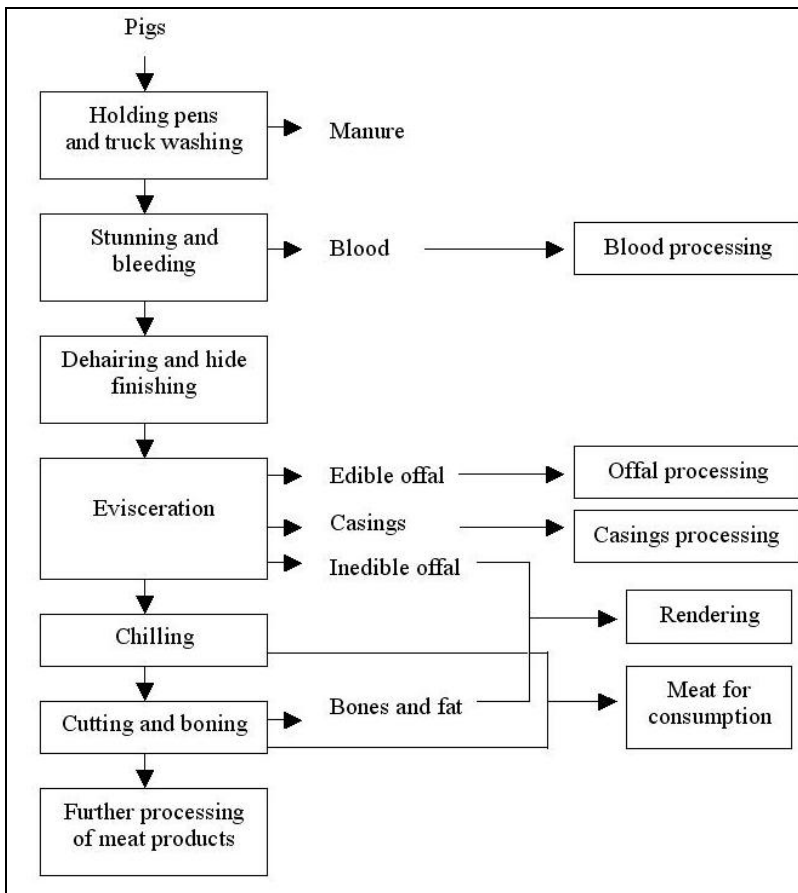 Pigs
Holding pens
and truck washing
Manure
Stunning and
bleeding
Blood
Blood processing
Dehairing and hide
finishing
Evisceration
Edible offal
Offal processing
Casings
Casings processing
Inedible offal
Rendering
Chilling
Meat for
consumption
Cutting and boning
Bones and fat
Further processing
of meat products